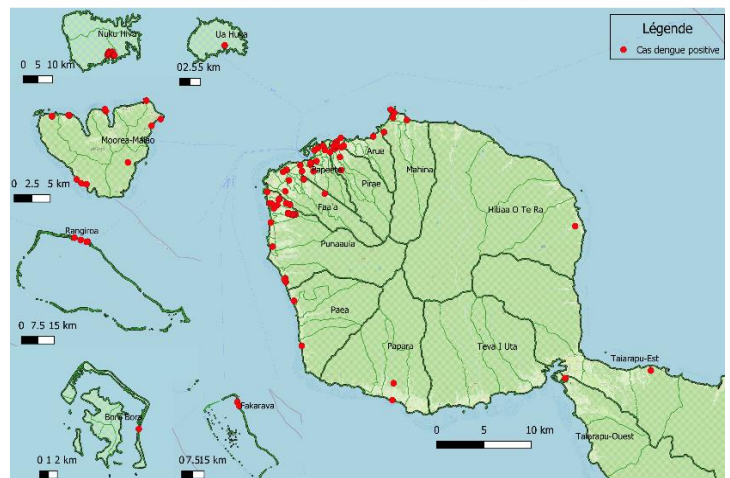 Légende
Cas dengue positive
Nuku Hiva
0 5 10 km
Ua Huka
02.55 km
Moorea-Maiao
0 2.5 5 km
Rangiroa
0 7.5 15 km
Bora-Bora
0 1 2 km
Fakarava
07.515 km
Arue
Papeete
Pirae
Mahina
Faa'a
Hitiaa O Te Ra
Punaauia
Paea
Papara
Teva I Uta
Taiarapu-Est
Taiarapu-Ouest
0 5 10 km